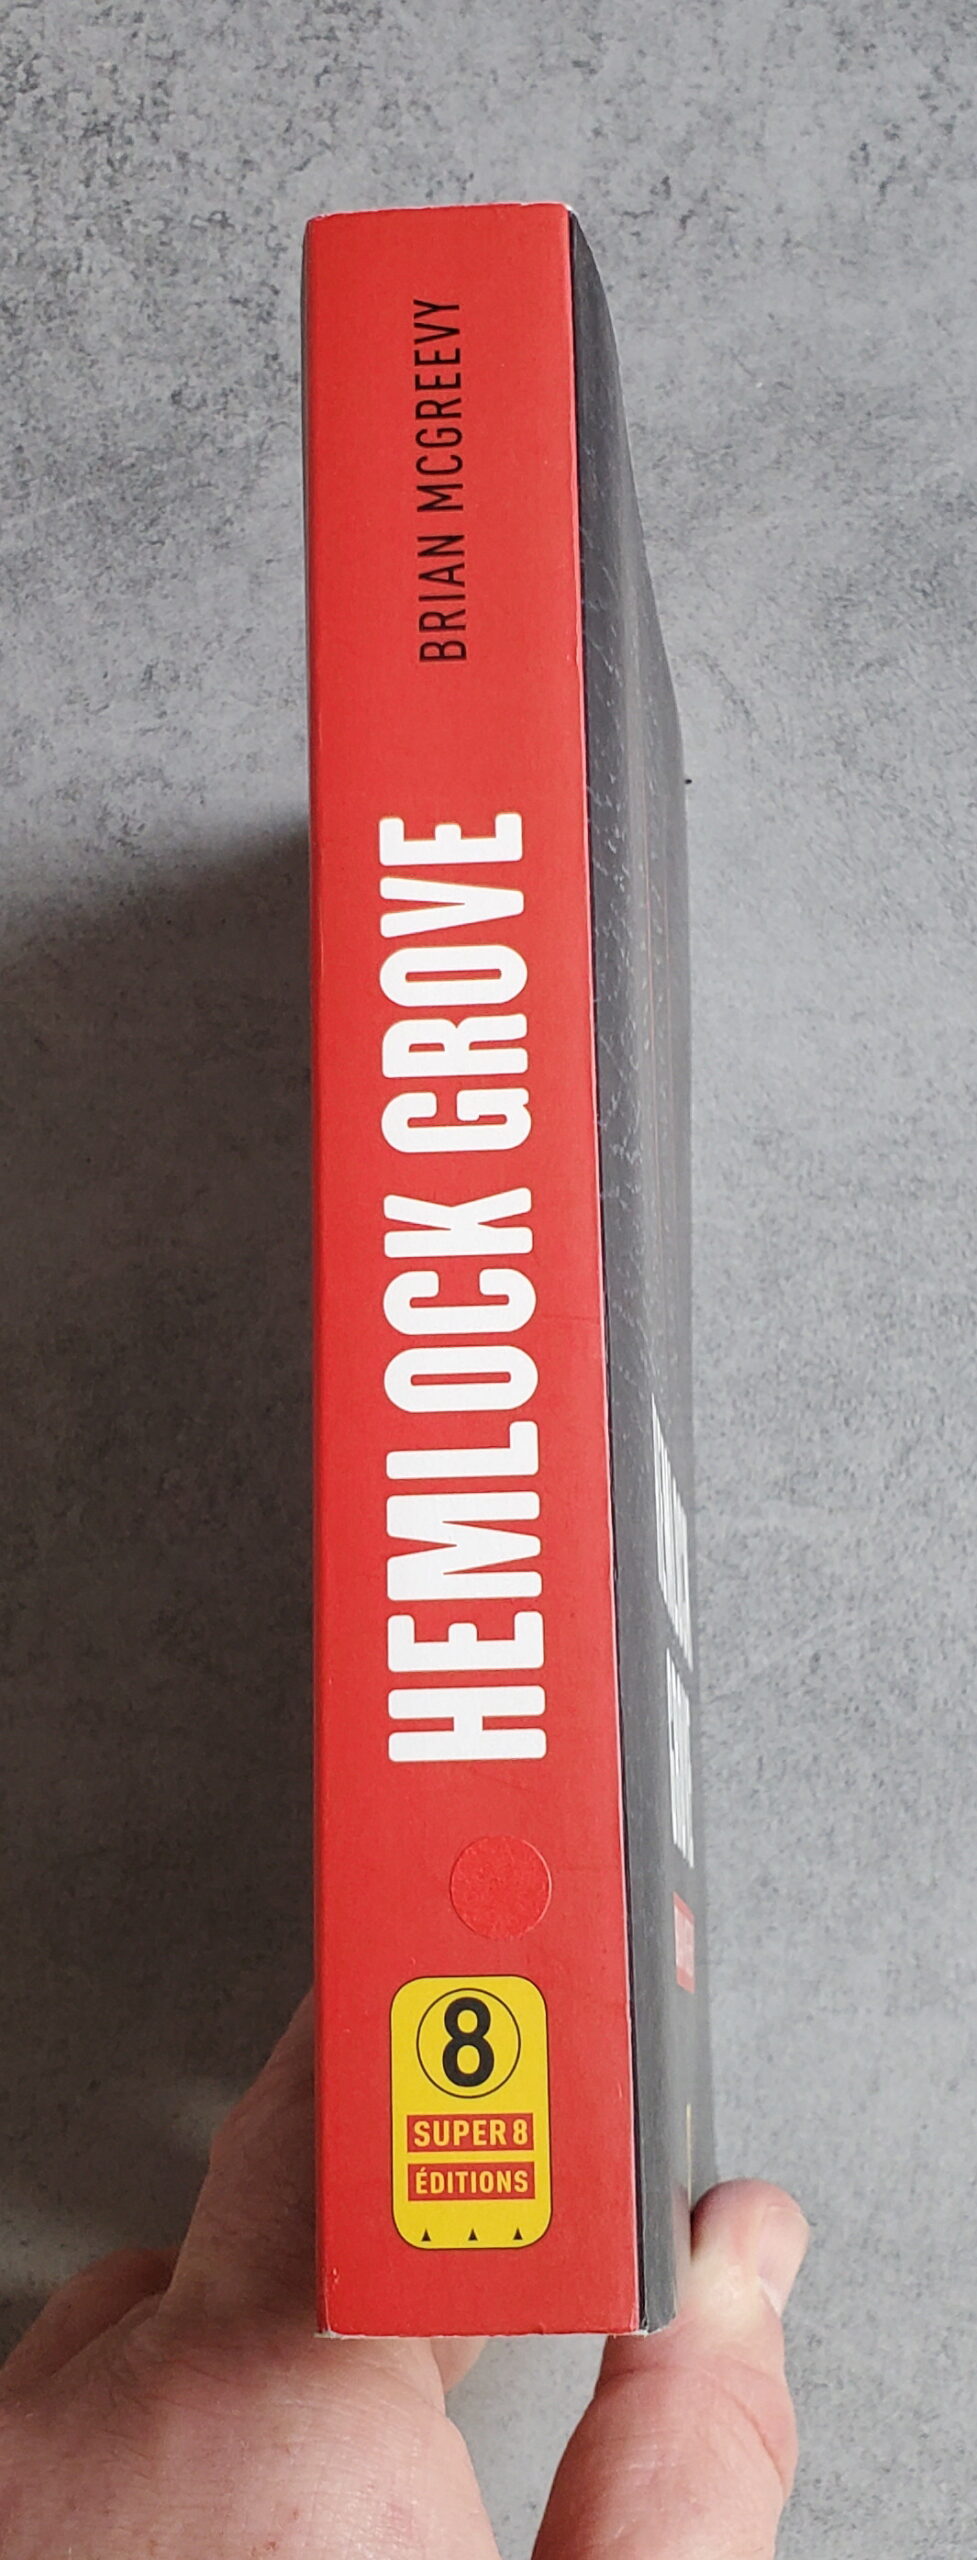 BRIAN MCGREEVY
HEMLOCK GROVE
8
SUPER 8
ÉDITIONS